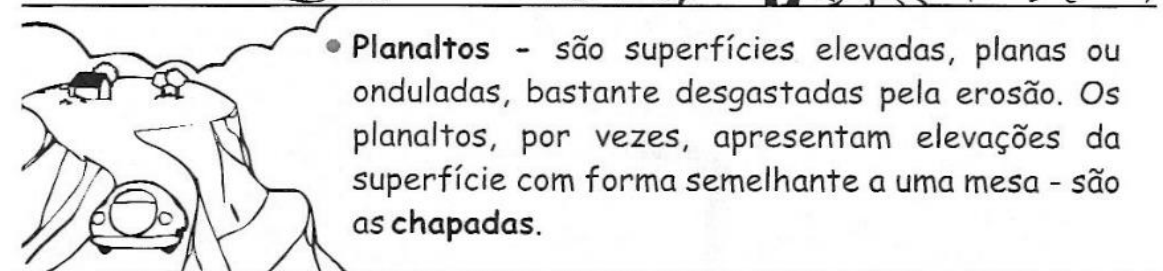 • Planaltos - são superfícies elevadas, planas ou
onduladas, bastante desgastadas pela erosão. Os
planaltos, por vezes, apresentam elevações da
superfície com forma semelhante a uma mesa - são
as chapadas.